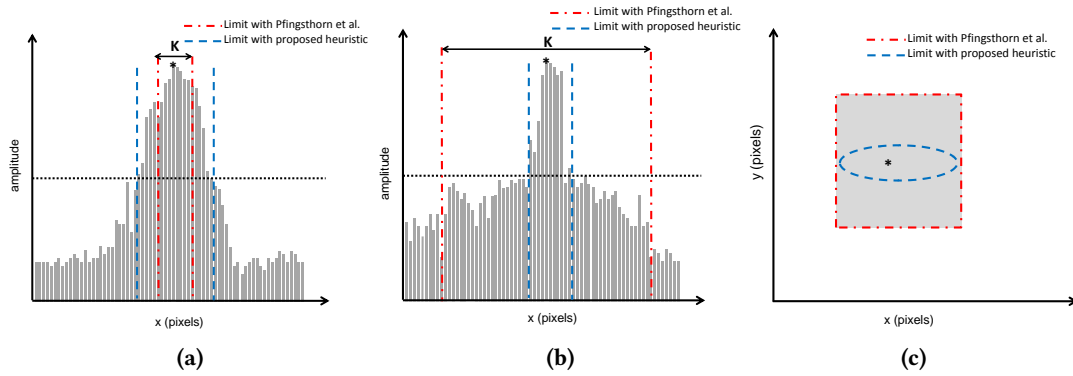 Limit with Pfingsthorn et al.
Limit with proposed heuristic
K
*
amplitude
x (pixels)
(a)
Limit with Pfingsthorn et al.
Limit with proposed heuristic
K
*
amplitude
x (pixels)
(b)
Limit with Pfingsthorn et al.
Limit with proposed heuristic
*
y (pixels)
x (pixels)
(c)